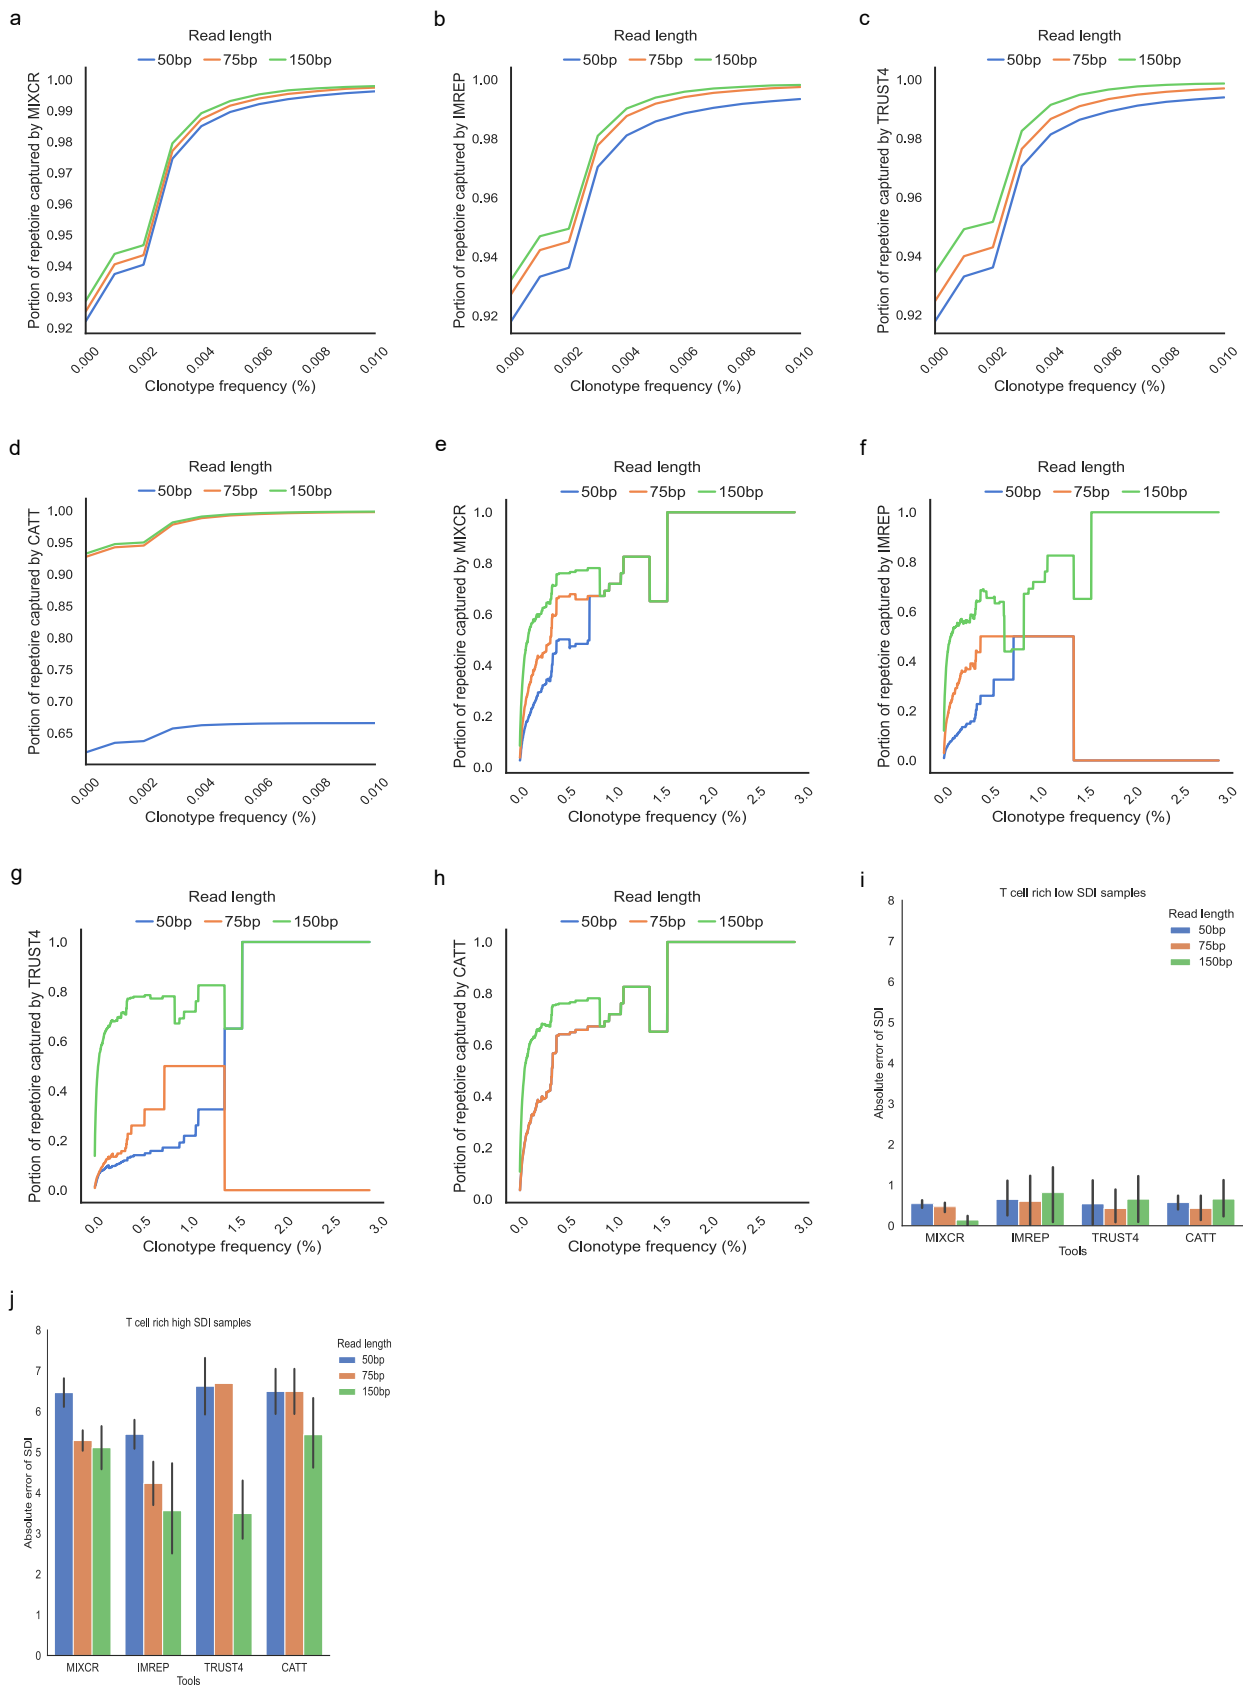 a
Read length
50bp 75bp 150bp
Portion of repetoire captured by MIXCR
1.00
0.99
0.98
0.97
0.96
0.95
0.94
0.93
0.92
0.000 0.002 0.004 0.006 0.008 0.010
Clonotype frequency (%)
b
Read length
50bp 75bp 150bp
Portion of repetoire captured by IMREP
1.00
0.98
0.96
0.94
0.92
0.000 0.002 0.004 0.006 0.008 0.010
Clonotype frequency (%)
c
Read length
50bp 75bp 150bp
Portion of repetoire captured by TRUST4
1.00
0.98
0.96
0.94
0.92
0.000 0.002 0.004 0.006 0.008 0.010
Clonotype frequency (%)
d
Read length
50bp 75bp 150bp
Portion of repetoire captured by CATT
1.00
0.95
0.90
0.85
0.80
0.75
0.70
0.65
0.000 0.002 0.004 0.006 0.008 0.010
Clonotype frequency (%)
e
Read length
50bp 75bp 150bp
Portion of repetoire captured by MIXCR
1.0
0.8
0.6
0.4
0.2
0.0
0.0 0.5 1.0 1.5 2.0 2.5 3.0
Clonotype frequency (%)
f
Read length
50bp 75bp 150bp
Portion of repetoire captured by IMREP
1.0
0.8
0.6
0.4
0.2
0.0
0.0 0.5 1.0 1.5 2.0 2.5 3.0
Clonotype frequency (%)
g
Read length
50bp 75bp 150bp
Portion of repetoire captured by TRUST4
1.0
0.8
0.6
0.4
0.2
0.0
0.0 0.5 1.0 1.5 2.0 2.5 3.0
Clonotype frequency (%)
h
Read length
50bp 75bp 150bp
Portion of repetoire captured by CATT
1.0
0.8
0.6
0.4
0.2
0.0
0.0 0.5 1.0 1.5 2.0 2.5 3.0
Clonotype frequency (%)
i
T cell rich low SDI samples
Read length
50bp
75bp
150bp
Absolute error of SDI
8
7
6
5
4
3
2
1
0
MIXCR IMREP TRUST4 CATT
Tools
j
T cell rich high SDI samples
Read length
50bp
75bp
150bp
Absolute error of SDI
8
7
6
5
4
3
2
1
0
MIXCR IMREP TRUST4 CATT
Tools